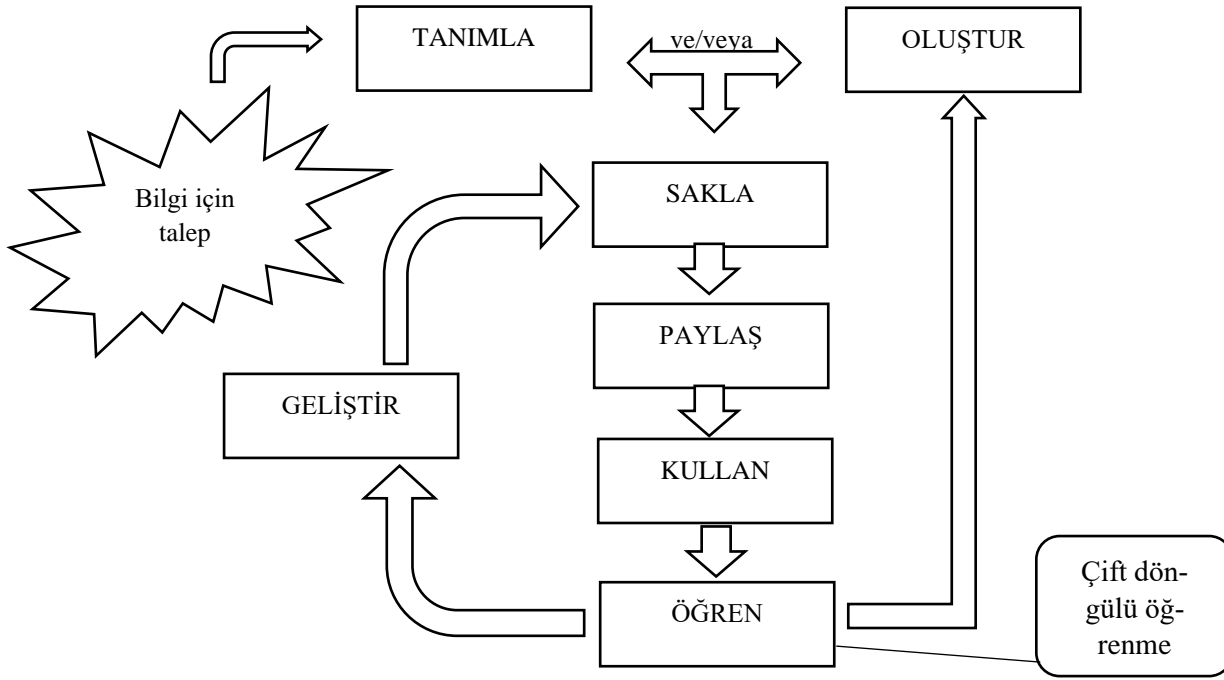 TANIMLA
ve/veya
OLUŞTUR
Bilgi için
talep
SAKLA
PAYLAŞ
GELİŞTİR
KULLAN
ÖĞREN
Çift dön-
gülü öğ-
renme